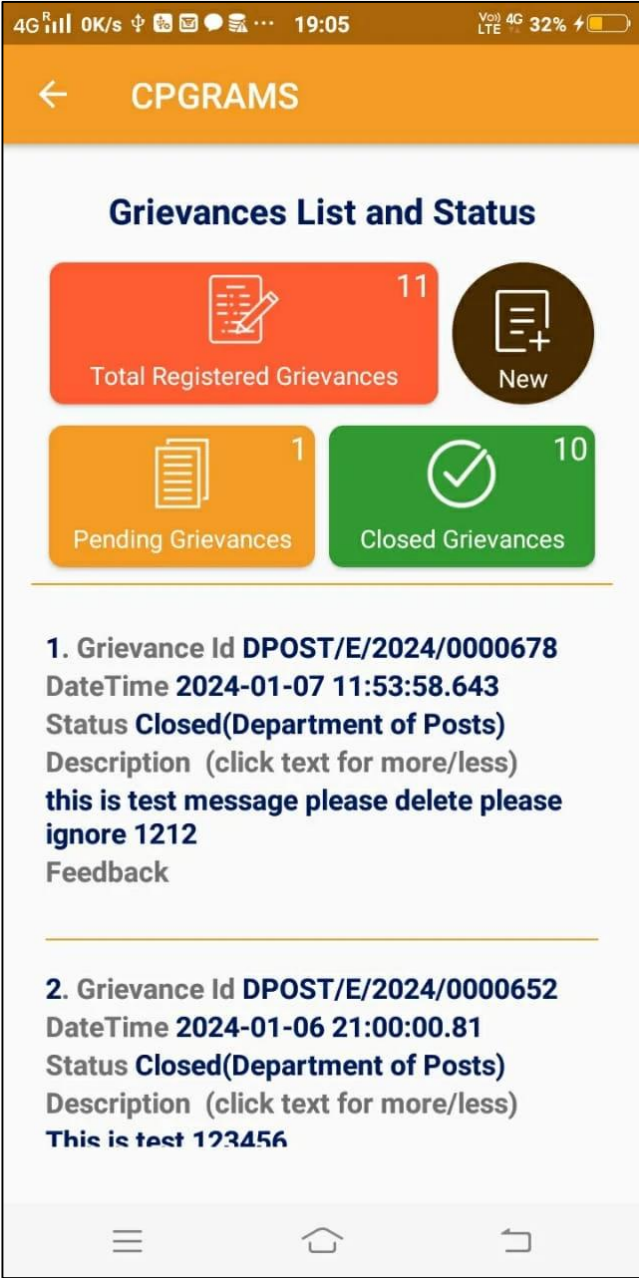 4G R 0K/s 19:05 Vo)) LTE 4G 32%
CPGRAMS
Grievances List and Status
11
Total Registered Grievances
New
1
Pending Grievances
10
Closed Grievances
1. Grievance Id DPOST/E/2024/0000678
DateTime 2024-01-07 11:53:58.643
Status Closed(Department of Posts)
Description (click text for more/less)
this is test message please delete please
ignore 1212
Feedback
2. Grievance Id DPOST/E/2024/0000652
DateTime 2024-01-06 21:00:00.81
Status Closed(Department of Posts)
Description (click text for more/less)
This is test 123456